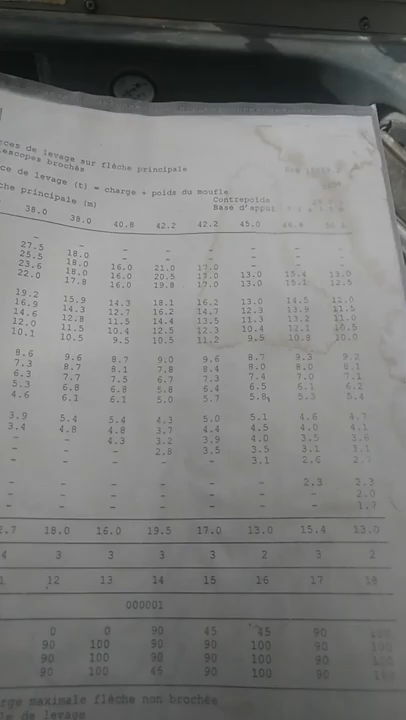 rces de levage sur flèche principale
lescopes brochés
ce de levage (t) = charge + poids du moufle
che principale (m)
Contrepoids
Base d'appui
38.0 38.0 40.8 42.2 42.2 45.0
- - - - - - - -
27.5 - - - - - - -
25.5 18.0 - - - - - -
23.6 18.0 16.0 21.0 17.0 - - -
22.0 18.0 16.0 20.5 17.0 13.0 15.4 13.0
17.8 16.0 19.8 17.0 13.0 15.1 12.5
19.2
16.9 15.9 14.3 18.1 16.2 13.0 14.5 12.0
14.6 14.3 12.7 16.2 14.7 12.3 13.9 11.5
12.0 12.8 11.5 14.4 13.5 11.3 13.2 11.0
10.1 11.5 10.4 12.5 12.3 10.4 12.1 10.5
10.5 9.5 10.5 11.2 9.5 10.8 10.0
8.6 9.6 8.7 9.0 9.6 8.7 9.3 9.2
7.3 8.7 8.1 7.8 8.4 8.0 8.0 8.1
6.3 7.7 7.5 6.7 7.3 7.4 7.0 7.1
5.3 6.8 6.8 5.8 6.4 6.5 6.1 6.2
4.6 6.1 6.1 5.0 5.7 5.8 5.3 5.4
3.9 5.4 5.4 4.3 5.0 5.1 4.6 4.7
3.4 4.8 4.8 3.7 4.4 4.5 4.0 4.1
- - 4.3 3.2 3.9 4.0 3.5 3.6
- - - 2.8 3.5 3.5 3.1 3.1
- - - - - 3.1 2.6
- - - - - - 2.3 2.3
- - - - - - - 2.0
- - - - - - - 1.7
.7 18.0 16.0 19.5 17.0 13.0 15.4 13.0
4 3 3 3 3 2 3 2
1 12 13 14 15 16 17 18
000001
0 0 90 45 45 90
90 100 90 90 100 90
90 100 90 90 100 90
90 100 45 90 100 90
rge maximale flèche non brochée
le de levage